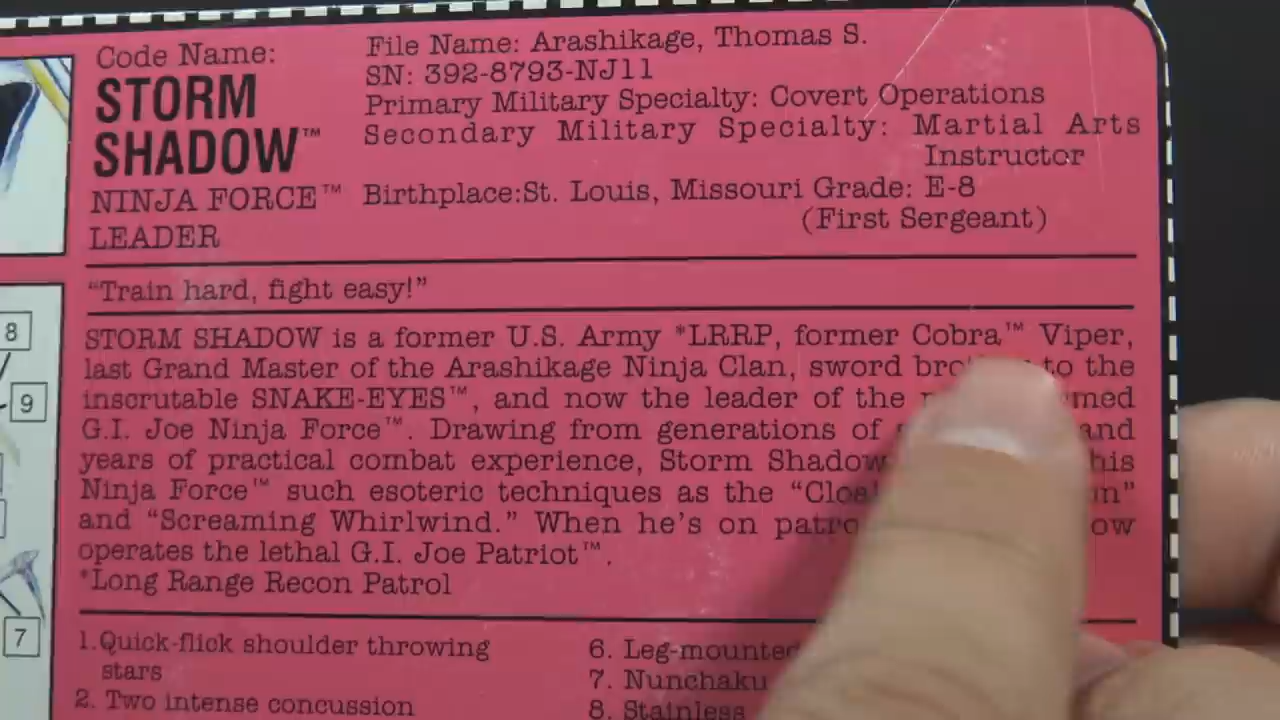 Code Name:
STORM
SHADOW™
NINJA FORCE™
LEADER
File Name: Arashikage, Thomas S.
SN: 392-8793-NJ11
Primary Military Specialty: Covert Operations
Secondary Military Specialty: Martial Arts
Instructor
Birthplace:St. Louis, Missouri Grade: E-8
(First Sergeant)
"Train hard, fight easy!"
STORM SHADOW is a former U.S. Army *LRRP, former Cobra™ Viper,
last Grand Master of the Arashikage Ninja Clan, sword to the
inscrutable SNAKE-EYES™, and now the leader of the
G.I. Joe Ninja Force™. Drawing from generations of and
years of practical combat experience, Storm Shadow his
Ninja Force™ such esoteric techniques as the
and "Screaming Whirlwind." When he's on
operates the lethal G.I. Joe Patriot™.
*Long Range Recon Patrol
1.Quick-flick shoulder throwing
stars
2. Two intense concussion
6. Leg-mounted
7. Nunchaku
8. Stainless
8
9
7